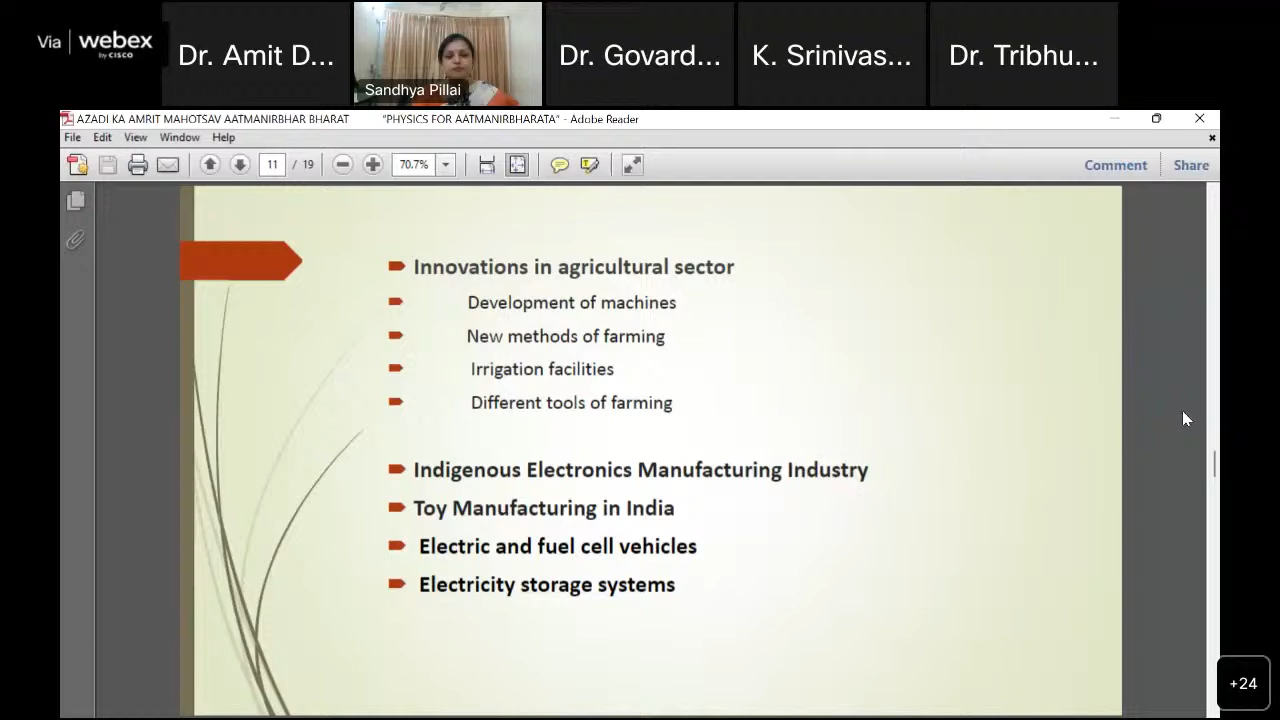 Via webex
by CISCO
Dr. Amit D...
Sandhya Pillai
Dr. Govard...
K. Srinivas...
Dr. Tribhu...
AZADI KA AMRIT MAHOTSAV AATMANIRBHAR BHARAT "PHYSICS FOR AATMANIRBHARATA" - Adobe Reader
File Edit View Window Help
11 / 19 70.7% Comment Share
Innovations in agricultural sector
Development of machines
New methods of farming
Irrigation facilities
Different tools of farming
Indigenous Electronics Manufacturing Industry
Toy Manufacturing in India
Electric and fuel cell vehicles
Electricity storage systems
+24